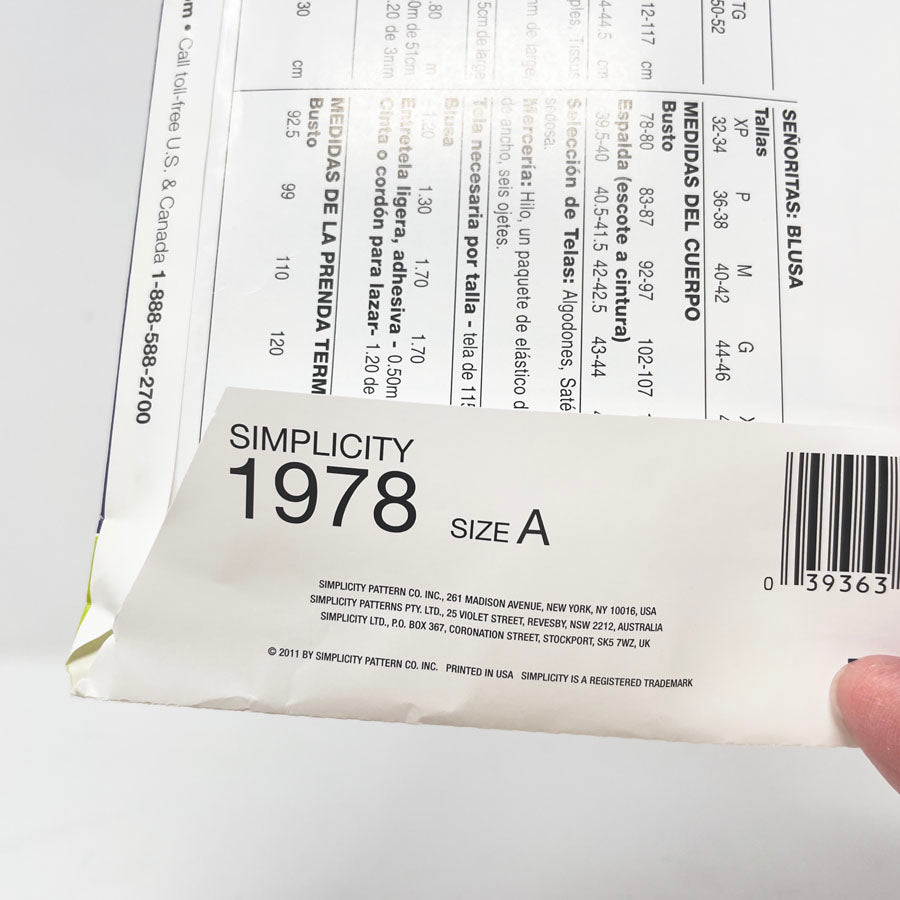 SEÑORITAS: BLUSA
Tallas XP P M G TG
32-34 36-38 40-42 44-46 50-52
MEDIDAS DEL CUERPO
Busto
78-80 83-87 92-97 102-107 12-117 cm
Espalda (escote a cintura)
39.5-40 40.5-41.5 42-42.5 43-44 4-44.5 cm
Selección de Telas: Algodones, Saté ples, Tissus
sedosa.
Mercería: Hilo, un paquete de elástico d mm de large,
de ancho, seis ojetes.
Tela necesaria por talla - tela de 115 5cm de large
Blusa
1.20 1.30 1.70 1.70 .80 m
Entretela ligera, adhesiva - 0.50m 0m de 51cm
Cinta o cordón para lazar- 1.20 de .20 de 3mm
MEDIDAS DE LA PRENDA TERM
Busto
92.5 99 110 120 30 cm
m • Call toll-free U.S. & Canada 1-888-588-2700
SIMPLICITY
1978 SIZE A
0 39363
SIMPLICITY PATTERN CO. INC., 261 MADISON AVENUE, NEW YORK, NY 10016, USA
SIMPLICITY PATTERNS PTY. LTD., 25 VIOLET STREET, REVESBY, NSW 2212, AUSTRALIA
SIMPLICITY LTD., P.O. BOX 367, CORONATION STREET, STOCKPORT, SK5 7WZ, UK
© 2011 BY SIMPLICITY PATTERN CO. INC. PRINTED IN USA SIMPLICITY IS A REGISTERED TRADEMARK